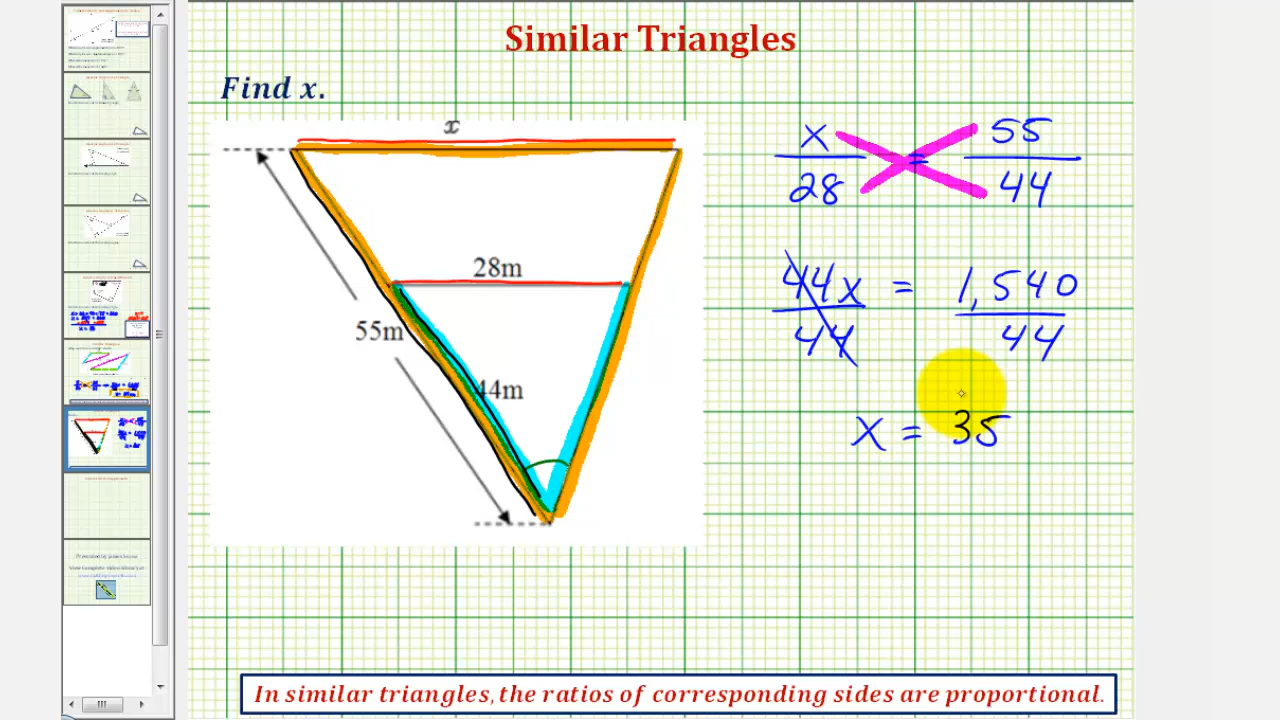 Similar Triangles
Find x.
x
28m
55m
44m
x/28 = 55/44
44x/44 = 1,540/44
x = 35
In similar triangles, the ratios of corresponding sides are proportional.